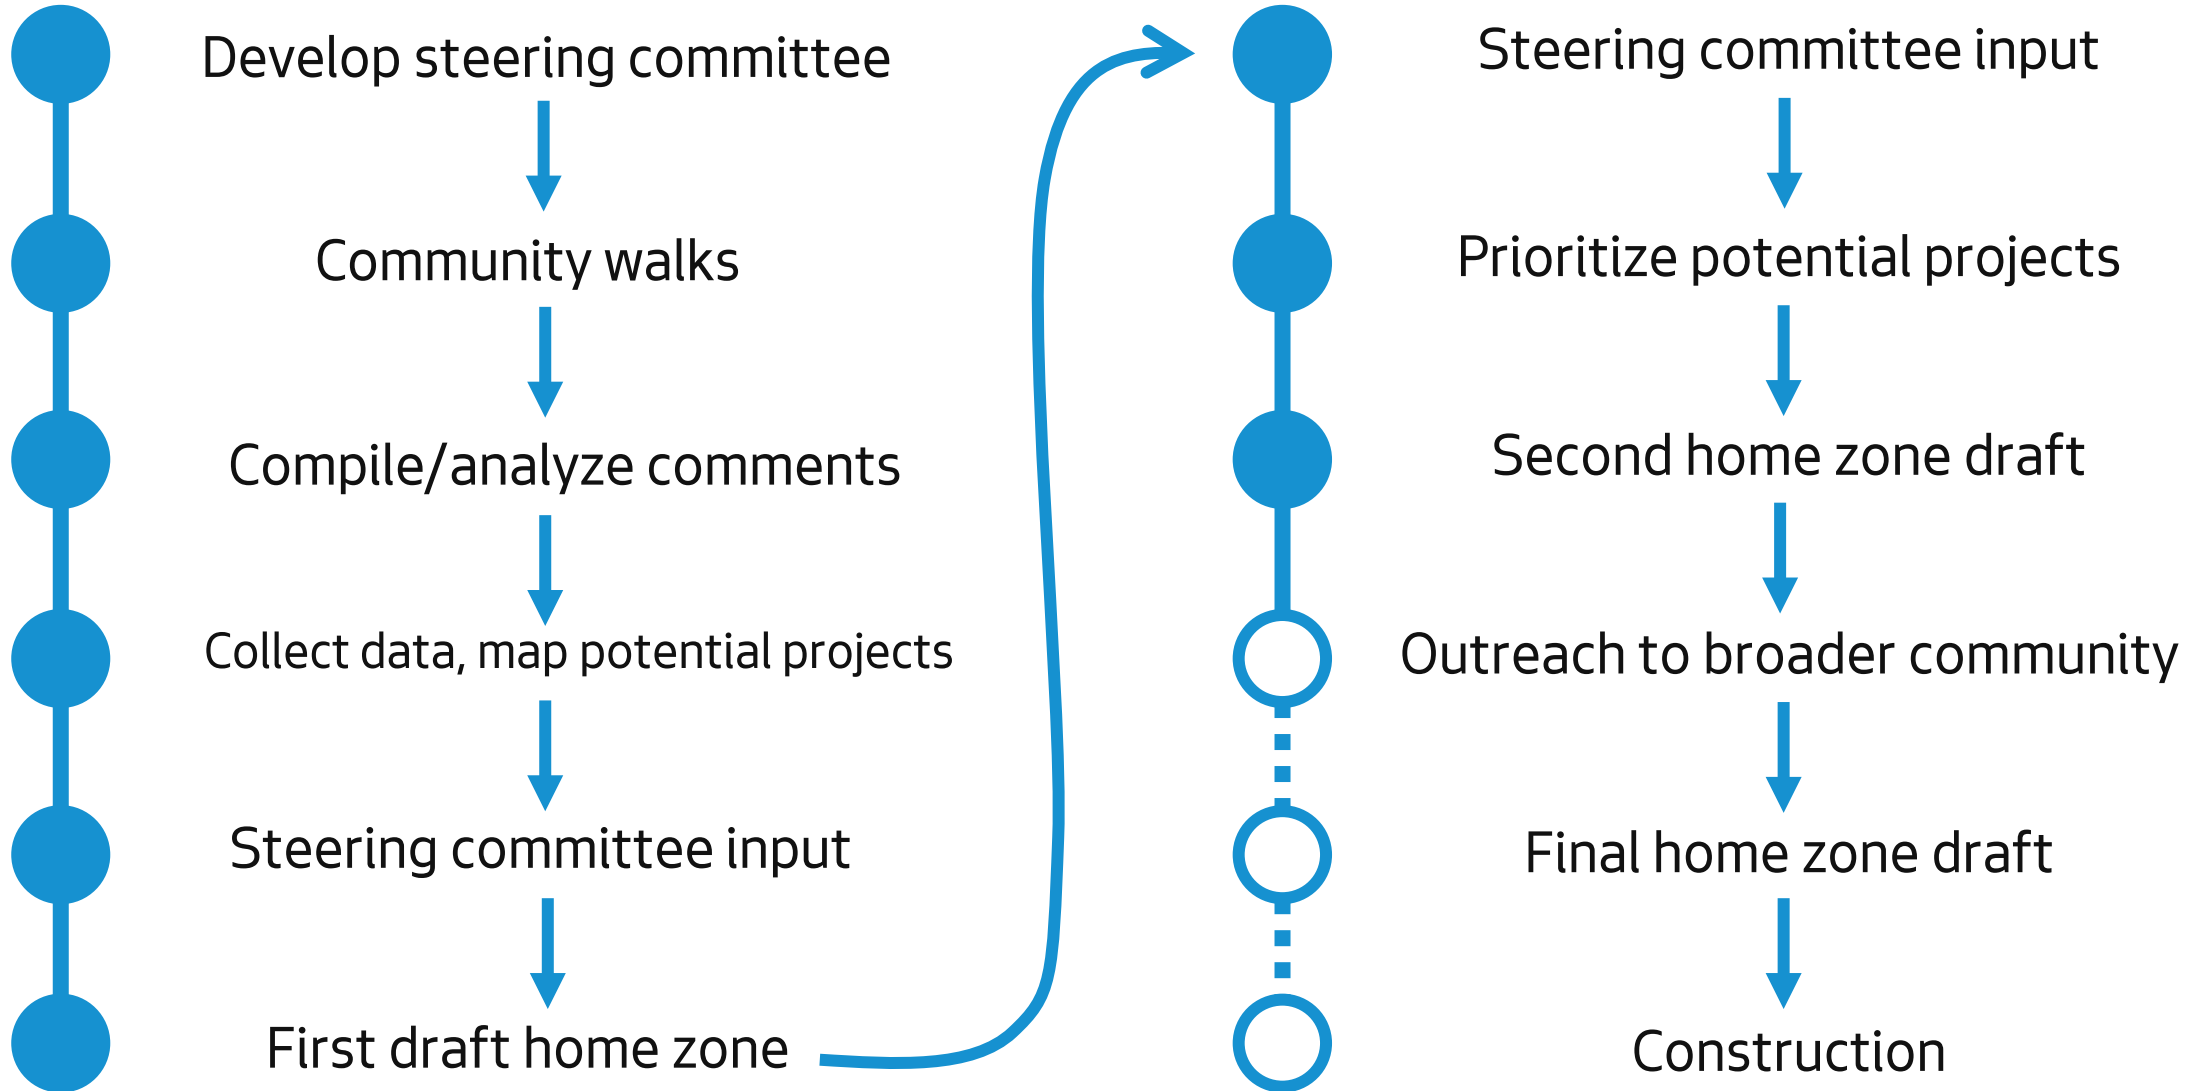 Develop steering committee
Community walks
Compile/analyze comments
Collect data, map potential projects
Steering committee input
First draft home zone
Steering committee input
Prioritize potential projects
Second home zone draft
Outreach to broader community
Final home zone draft
Construction